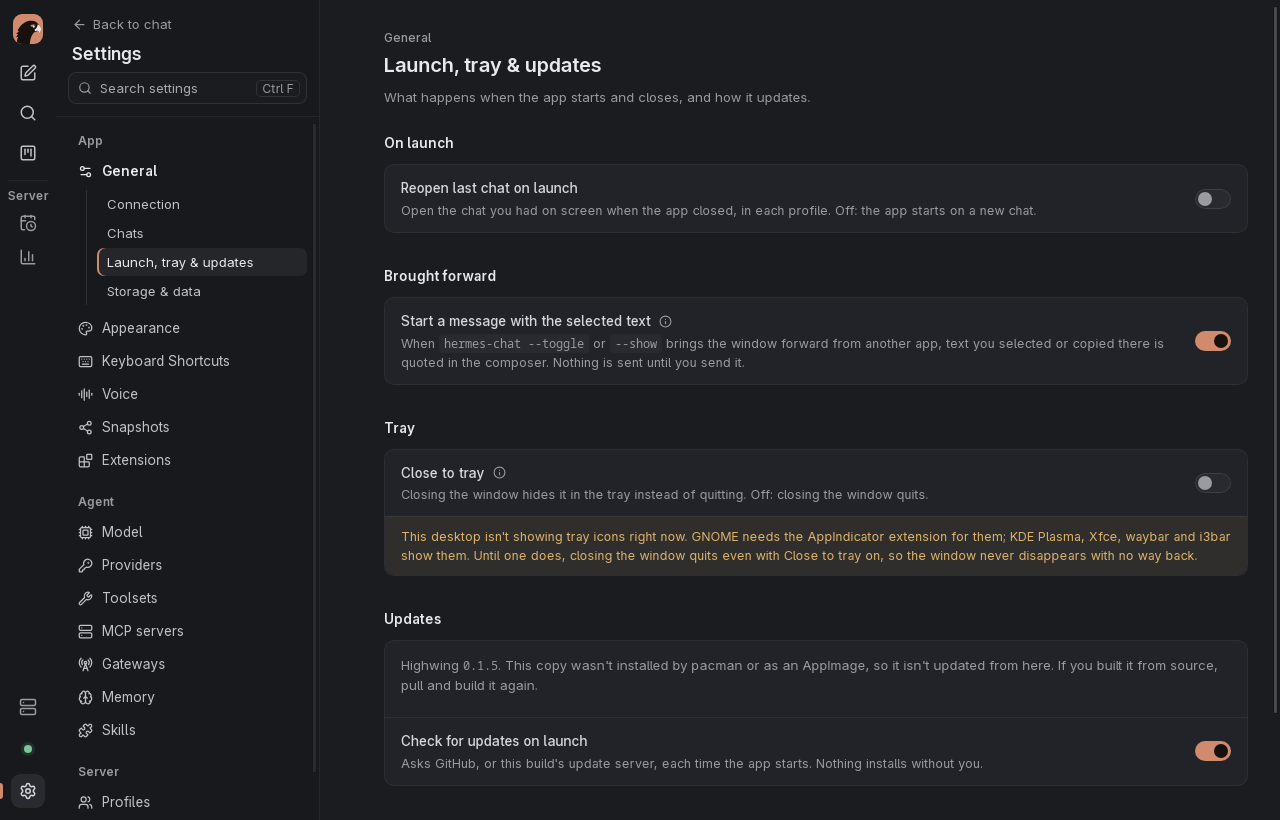 Back to chat
Settings
Search settings
Ctrl F
Server
App
General
Connection
Chats
Launch, tray & updates
Storage & data
Appearance
Keyboard Shortcuts
Voice
Snapshots
Extensions
Agent
Model
Providers
Toolsets
MCP servers
Gateways
Memory
Skills
Server
Profiles
General
Launch, tray & updates
What happens when the app starts and closes, and how it updates.
On launch
Reopen last chat on launch
Open the chat you had on screen when the app closed, in each profile. Off: the app starts on a new chat.
Brought forward
Start a message with the selected text
When hermes-chat --toggle or --show brings the window forward from another app, text you selected or copied there is
quoted in the composer. Nothing is sent until you send it.
Tray
Close to tray
Closing the window hides it in the tray instead of quitting. Off: closing the window quits.
This desktop isn't showing tray icons right now. GNOME needs the AppIndicator extension for them; KDE Plasma, Xfce, waybar and i3bar
show them. Until one does, closing the window quits even with Close to tray on, so the window never disappears with no way back.
Updates
Highwing 0.1.5. This copy wasn't installed by pacman or as an AppImage, so it isn't updated from here. If you built it from source,
pull and build it again.
Check for updates on launch
Asks GitHub, or this build's update server, each time the app starts. Nothing installs without you.